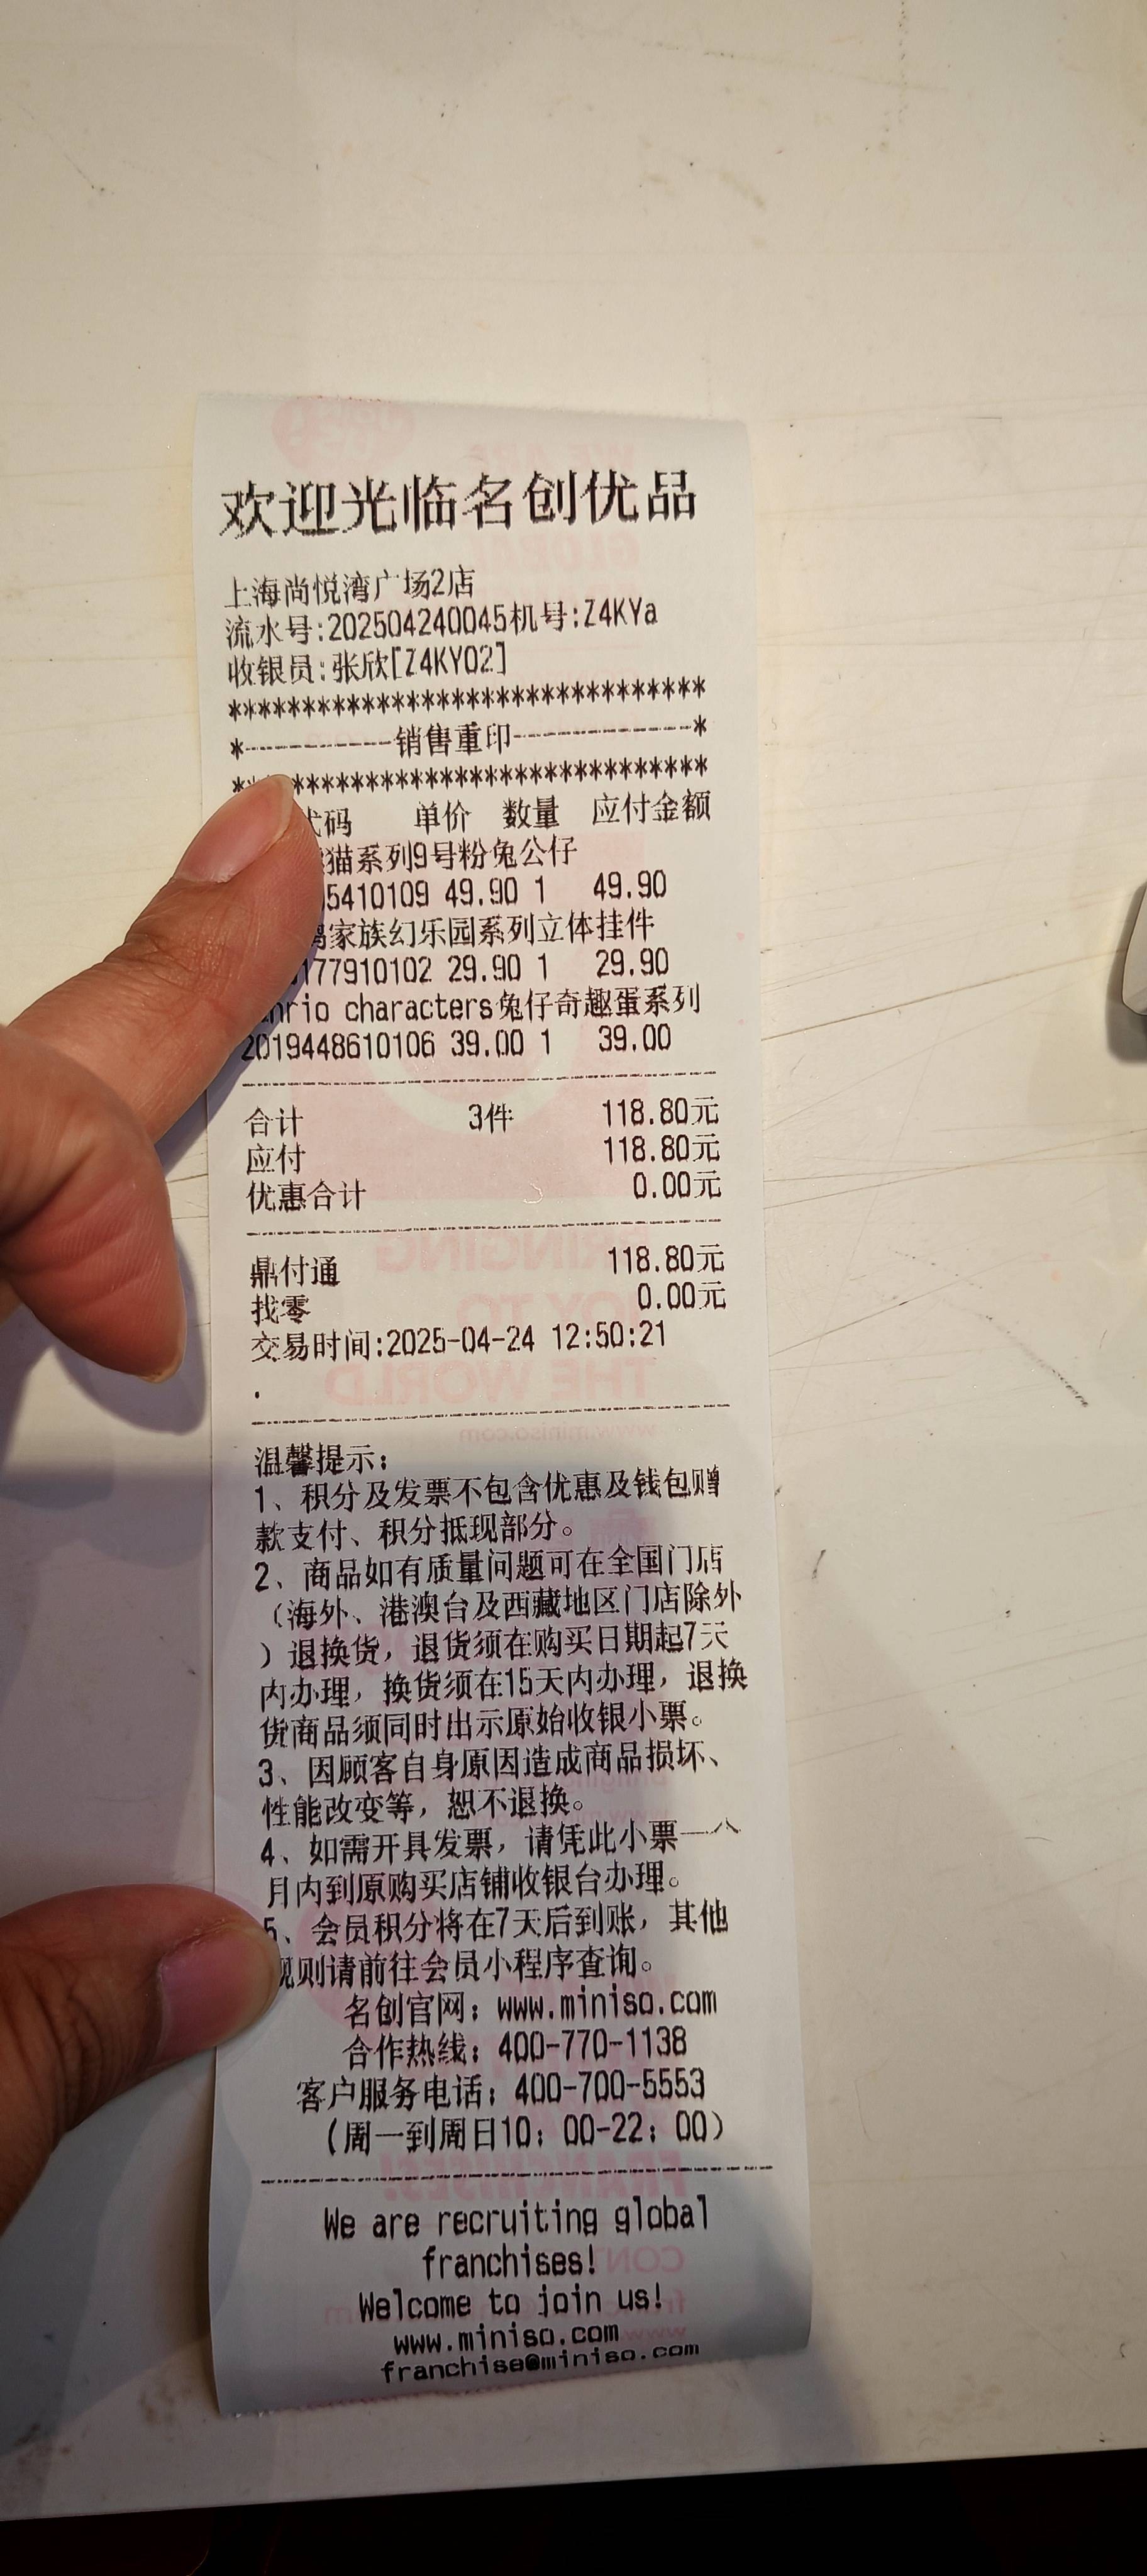 欢迎光临名创优品
上海尚悦湾广场2店
流水号:202504240045机号:Z4KYa
收银员:张欣[Z4KY02]
********************************
*----------销售重印------------*
******************************
代码 单价 数量 应付金额
猫系列9号粉兔公仔
5410109 49.90 1 49.90
家族幻乐园系列立体挂件
177910102 29.90 1 29.90
nrio characters兔仔奇趣蛋系列
2019448610106 39.00 1 39.00
合计 3件 118.80元
应付 118.80元
优惠合计 0.00元
鼎付通 118.80元
找零 0.00元
交易时间:2025-04-24 12:50:21
.
温馨提示:
1、积分及发票不包含优惠及钱包赠
款支付、积分抵现部分。
2、商品如有质量问题可在全国门店
（海外、港澳台及西藏地区门店除外
）退换货，退货须在购买日期起7天
内办理，换货须在15天内办理，退换
货商品须同时出示原始收银小票。
3、因顾客自身原因造成商品损坏、
性能改变等，恕不退换。
4、如需开具发票，请凭此小票一个
月内到原购买店铺收银台办理。
5、会员积分将在7天后到账，其他
规则请前往会员小程序查询。
名创官网：www.miniso.com
合作热线：400-770-1138
客户服务电话：400-700-5553
（周一到周日10：00-22：00）
We are recruiting global
franchises!
Welcome to join us!
www.miniso.com
franchise@miniso.com